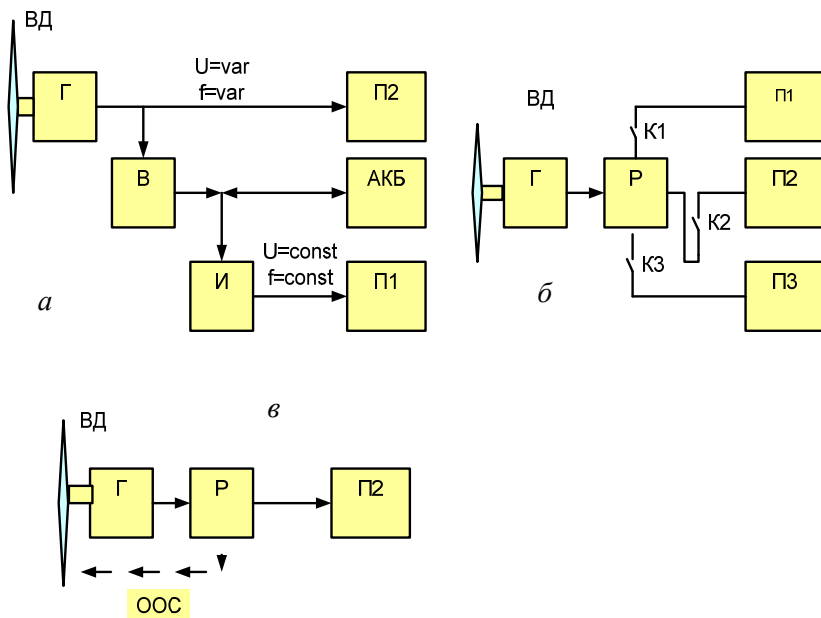 ВД
Г
U=var
f=var
П2
В
АКБ
И
U=const
f=const
П1
а
ВД
Г
Р
К1
П1
К2
П2
К3
П3
б
в
ВД
Г
Р
П2
ООС